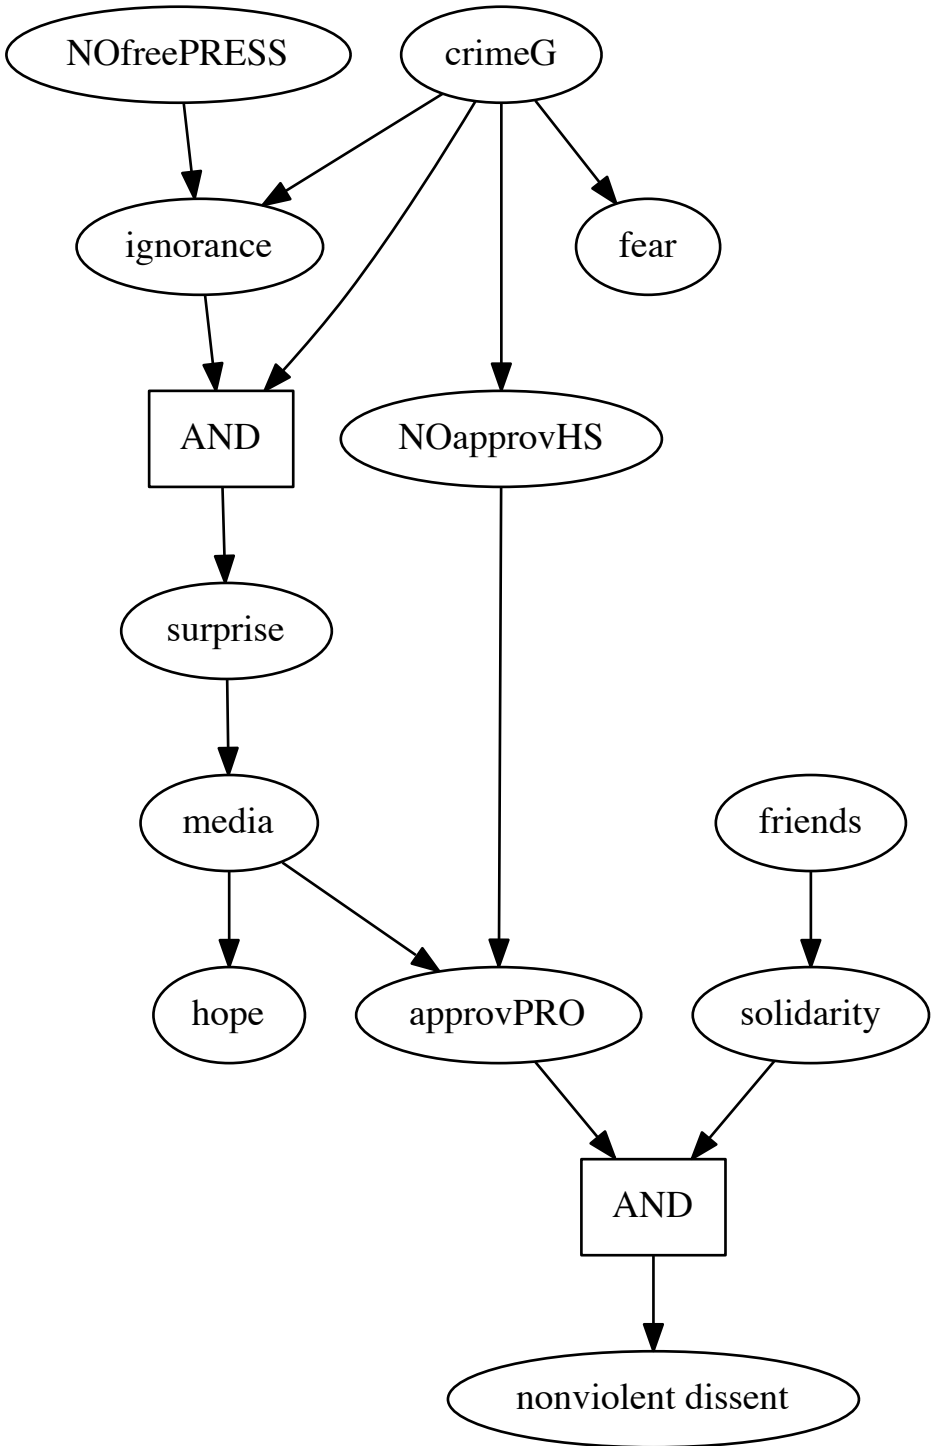 NOfreePRESS
crimeG
ignorance
fear
AND
NOapprovHS
surprise
media
friends
hope
approvPRO
solidarity
AND
nonviolent dissent